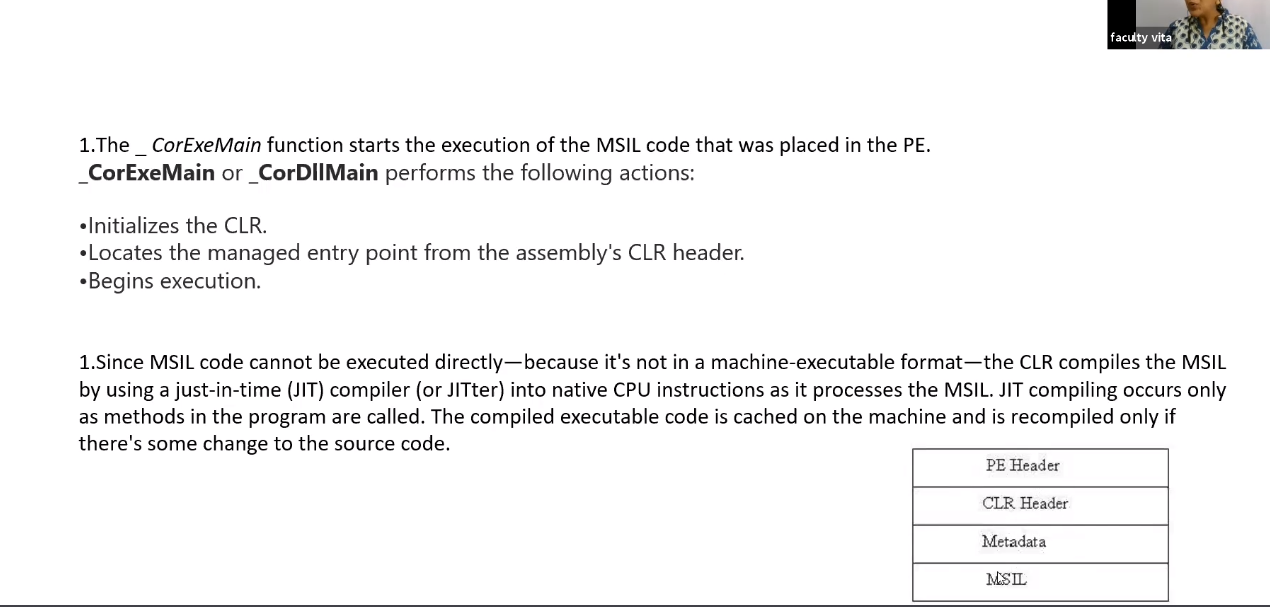 faculty vita
1.The _ CorExeMain function starts the execution of the MSIL code that was placed in the PE.
_CorExeMain or _CorDllMain performs the following actions:
•Initializes the CLR.
•Locates the managed entry point from the assembly's CLR header.
•Begins execution.
1.Since MSIL code cannot be executed directly—because it's not in a machine-executable format—the CLR compiles the MSIL
by using a just-in-time (JIT) compiler (or JITter) into native CPU instructions as it processes the MSIL. JIT compiling occurs only
as methods in the program are called. The compiled executable code is cached on the machine and is recompiled only if
there's some change to the source code.
PE Header
CLR Header
Metadata
MSIL